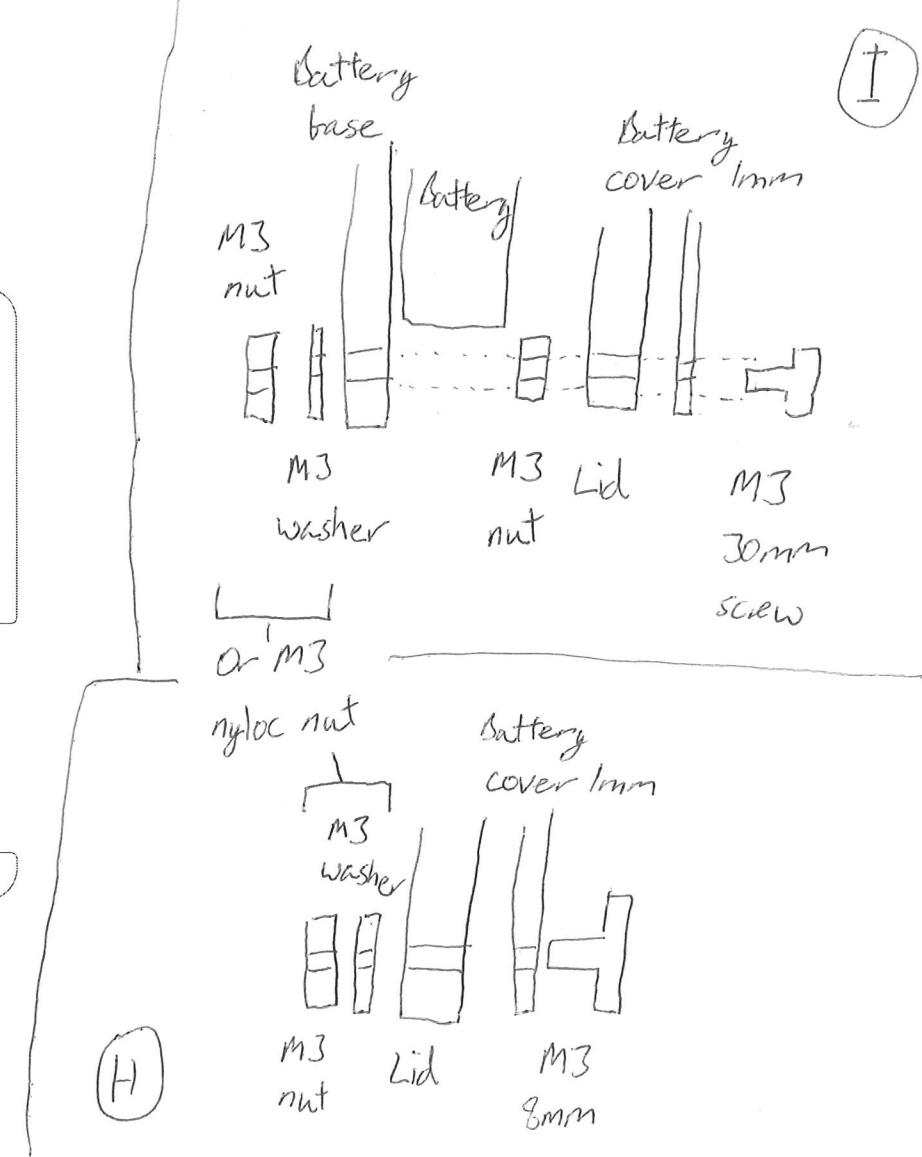 I
Battery
base
Battery
Battery
cover 1mm
M3
nut
M3
washer
M3
nut
Lid
M3
30mm
screw
Or M3
nyloc nut
Battery
cover 1mm
M3
washer
M3
nut
Lid
M3
8mm
H